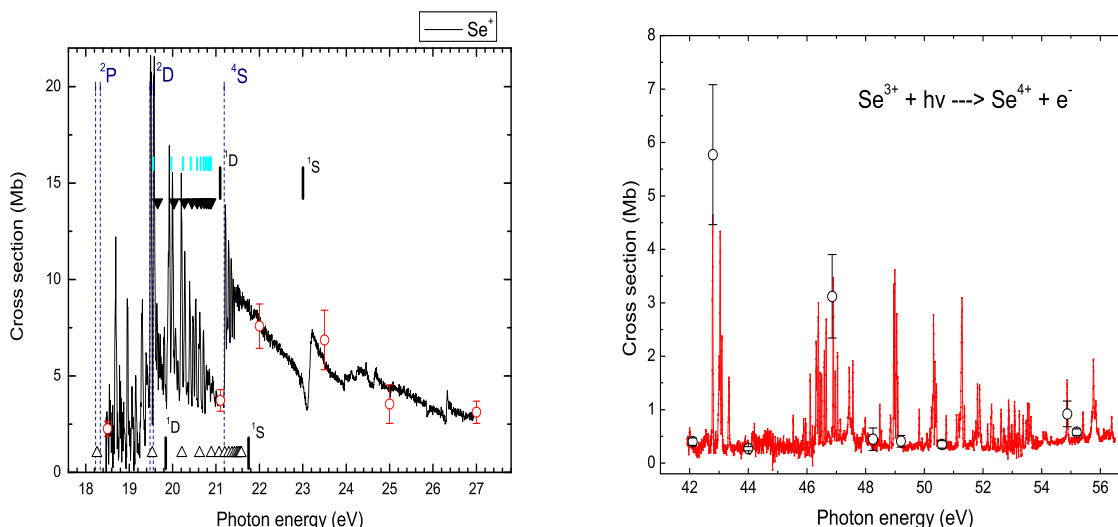 Se⁺
²P
²D
⁴S
¹D
¹S
¹D
¹S
Cross section (Mb)
0
5
10
15
20
18 19 20 21 22 23 24 25 26 27
Photon energy (eV)
Se³⁺ + hν ---> Se⁴⁺ + e⁻
Cross section (Mb)
8
7
6
5
4
3
2
1
0
42 44 46 48 50 52 54 56
Photon energy (eV)